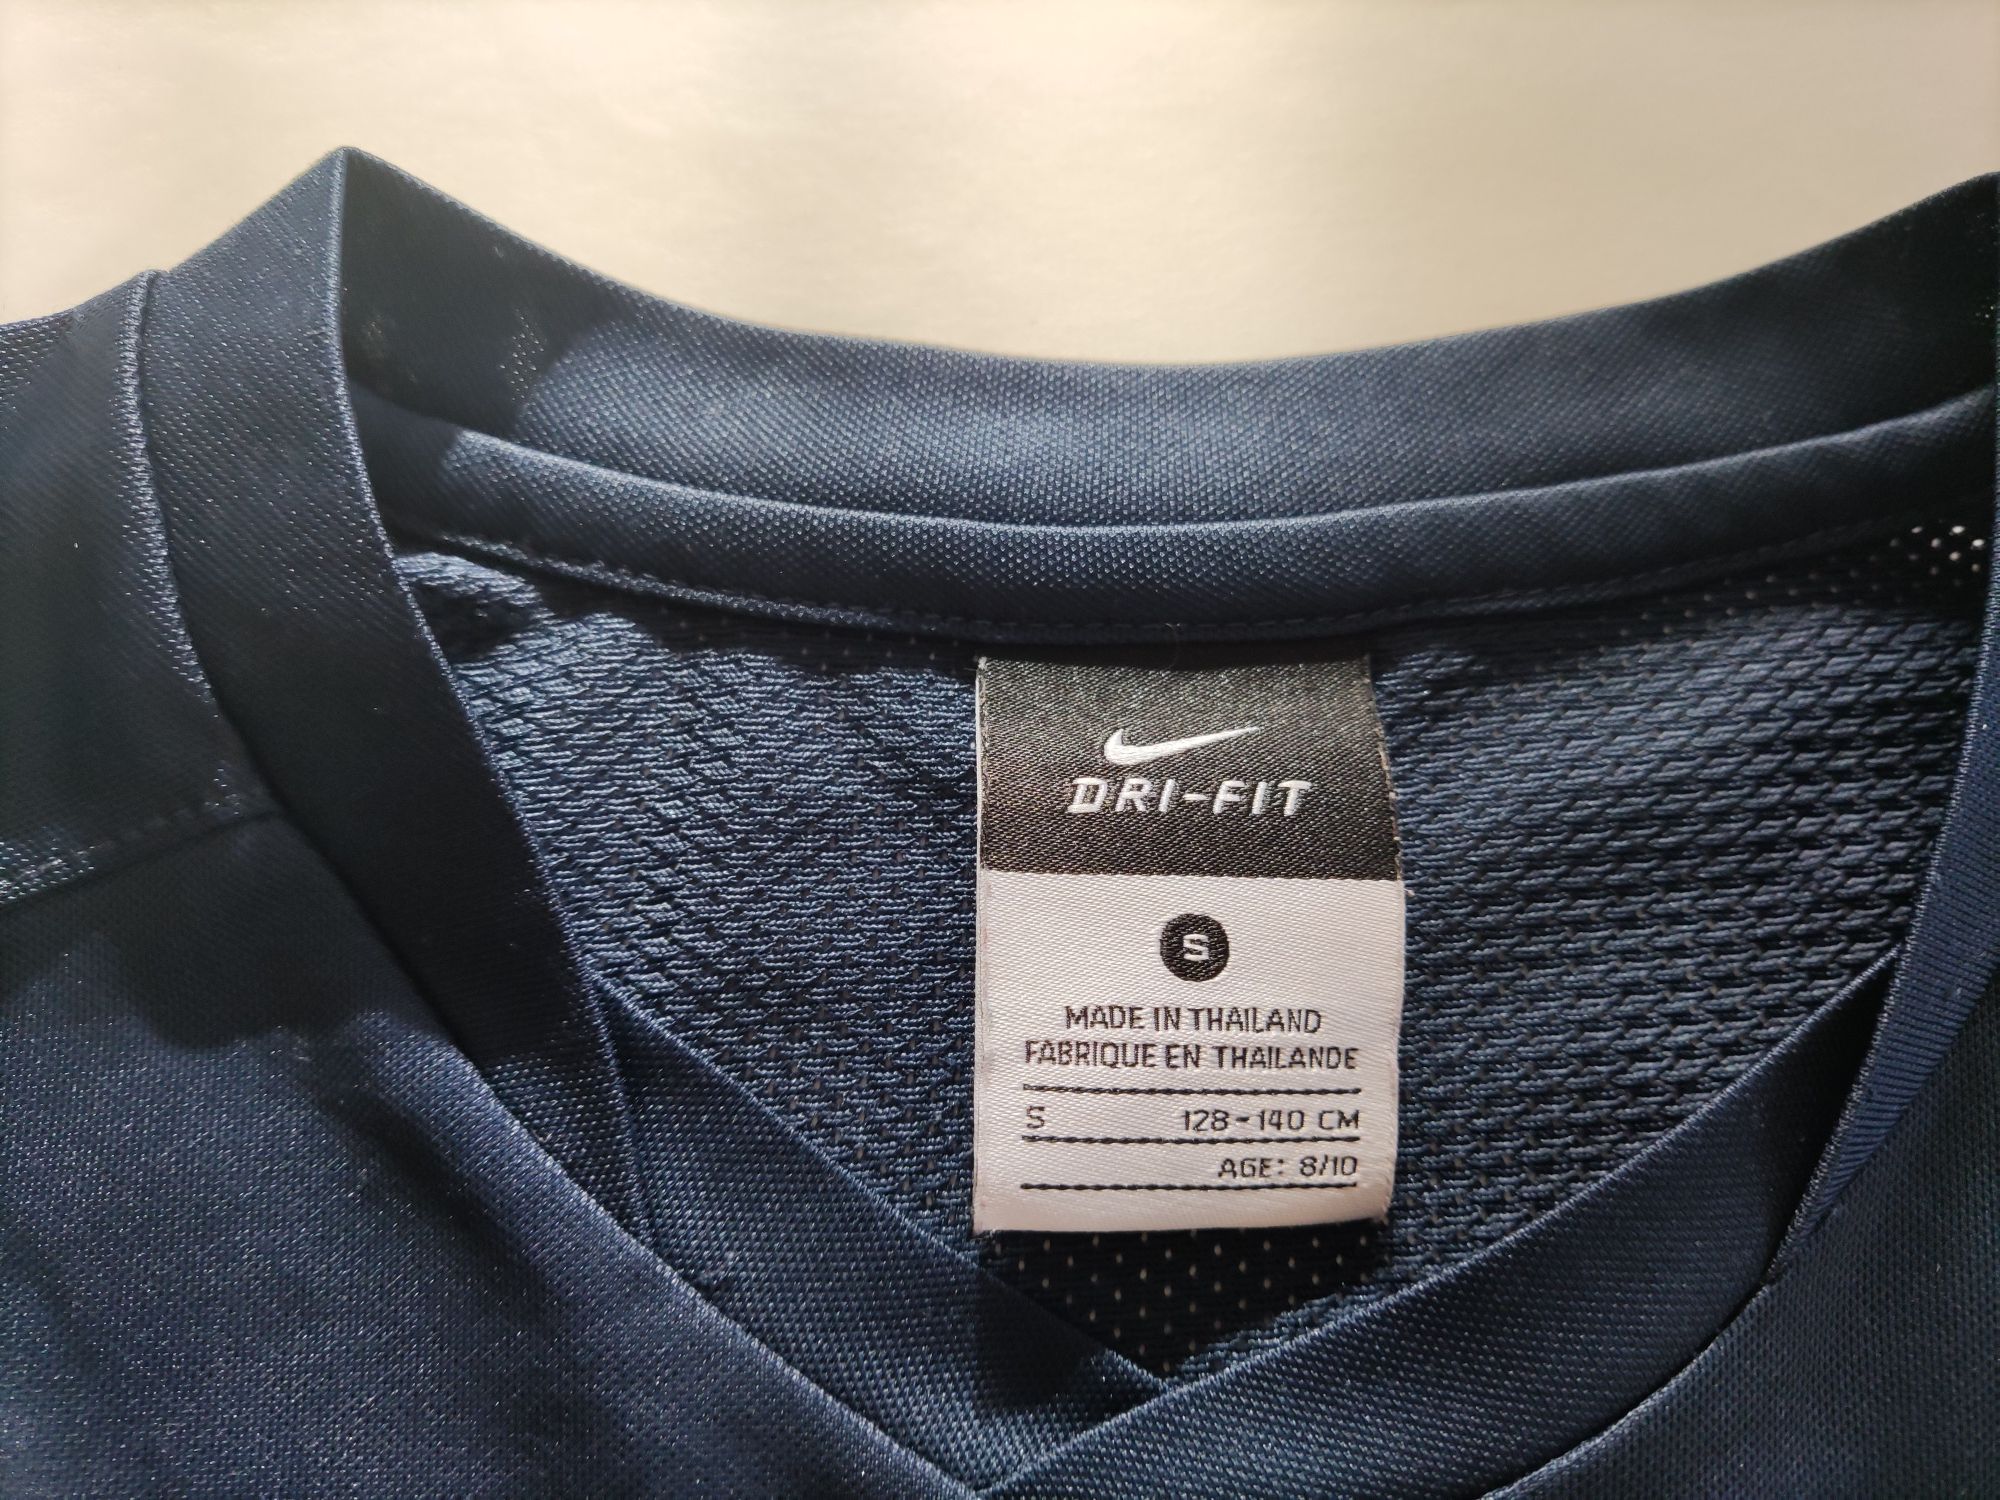 DRI-FIT
S
MADE IN THAILAND
FABRIQUE EN THAILANDE
S 128-140 CM
AGE: 8/10